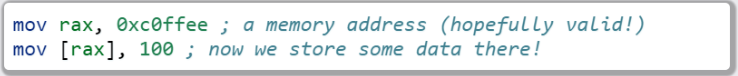 mov rax, 0xc0ffee ; a memory address (hopefully valid!)
mov [rax], 100 ; now we store some data there!